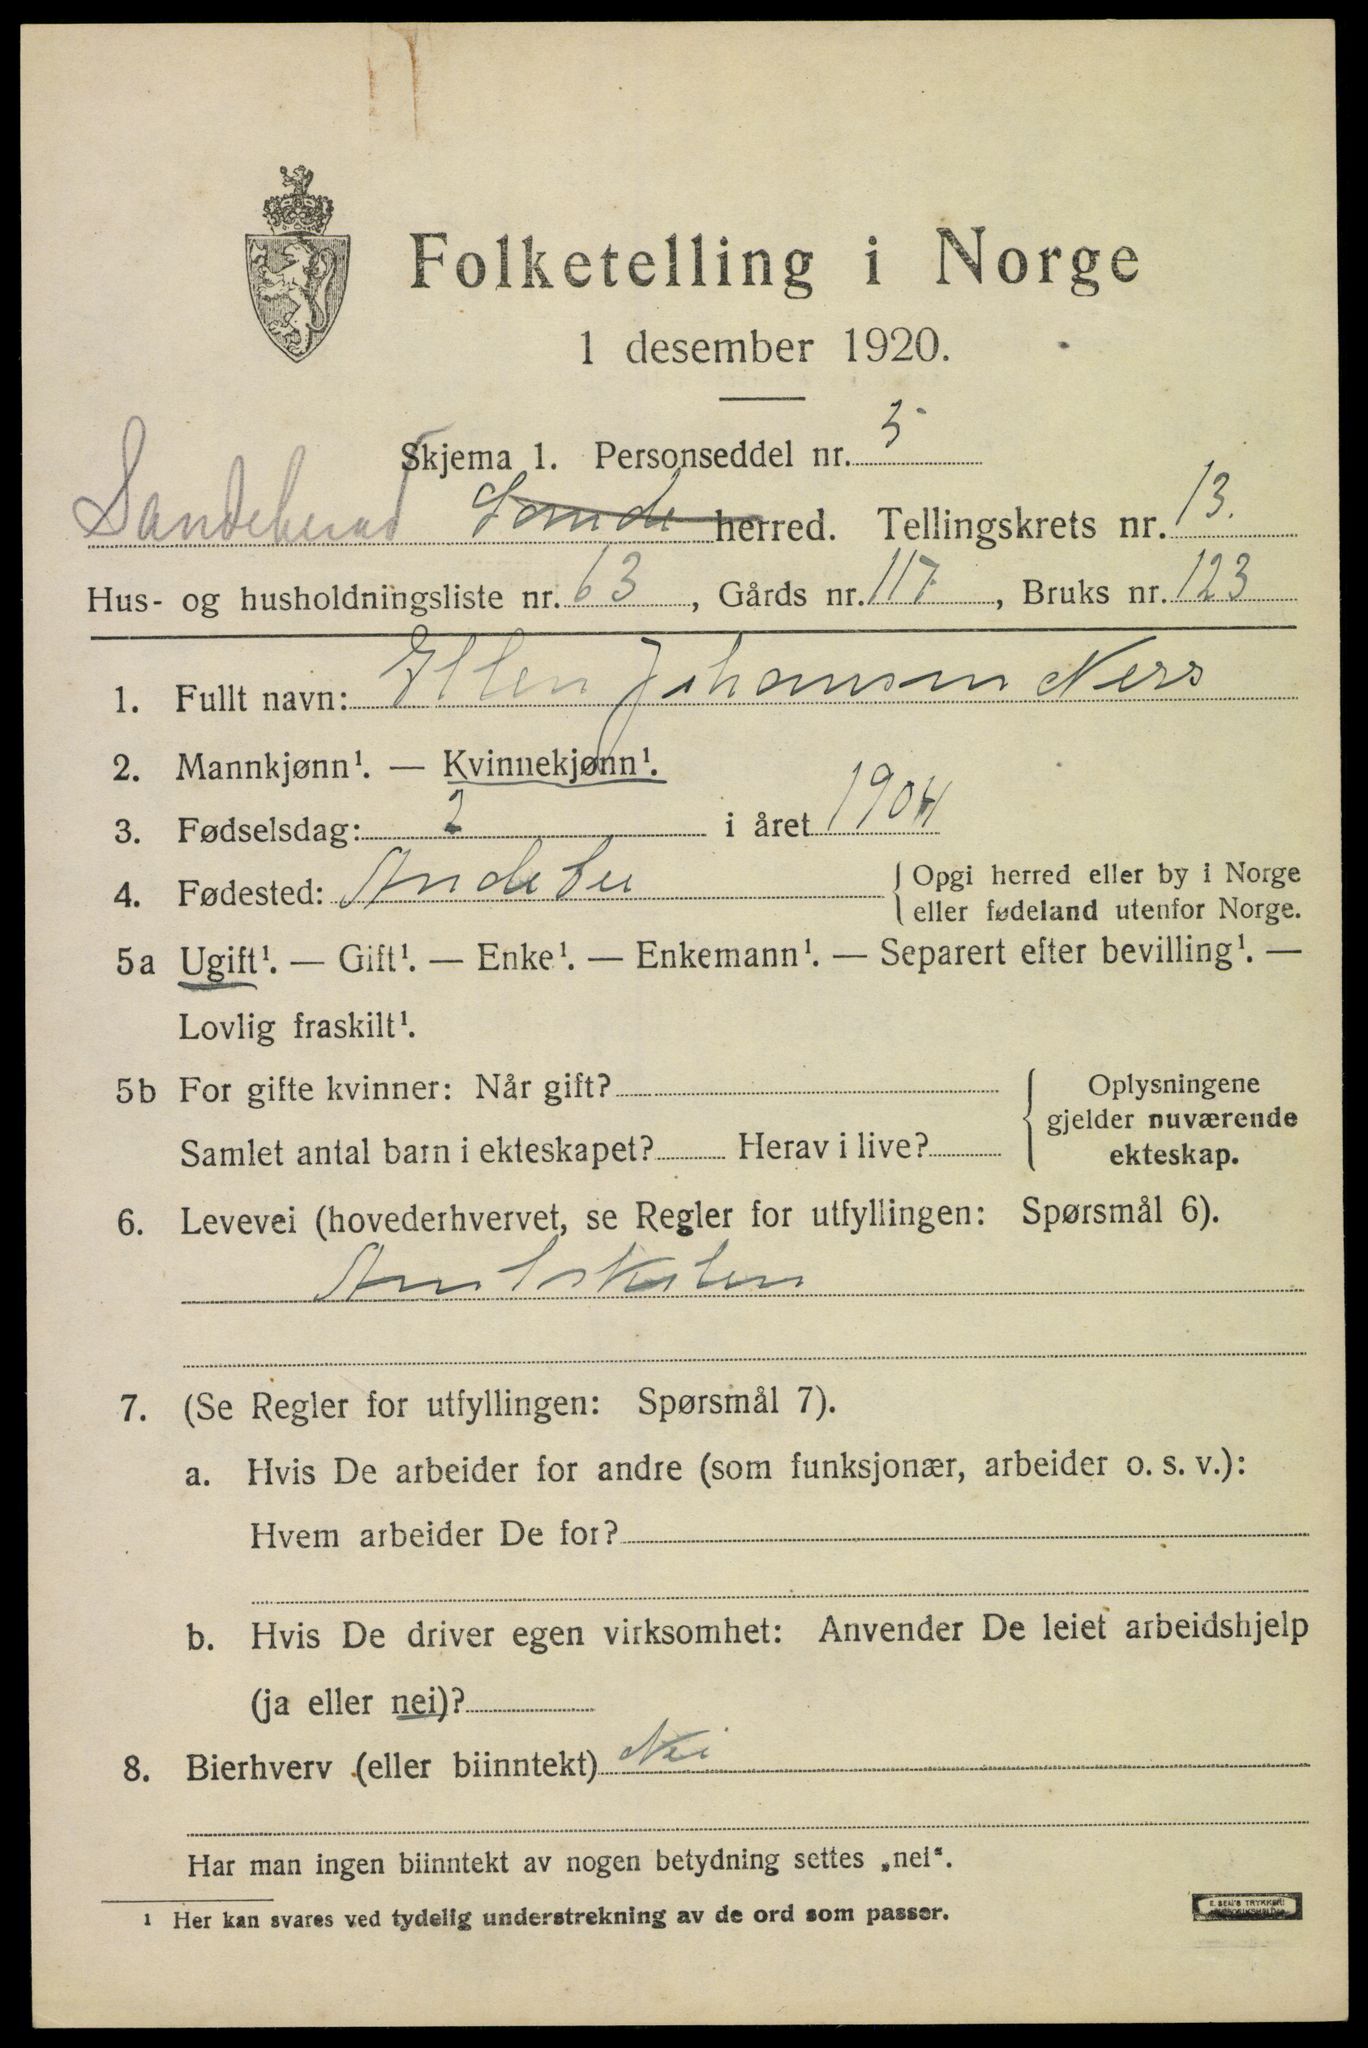 Folketelling i Norge
1 desember 1920.
Skjema 1. Personseddel nr. 5
Sandeherred Sande herred. Tellingskrets nr. 13.
Hus- og husholdningsliste nr. 63, Gårds nr. 117, Bruks nr. 123
1. Fullt navn: Ellen Johansen Ness
2. Mannkjønn¹. — Kvinnekjønn¹.
3. Fødselsdag: 2 i året 1904
4. Fødested: Andebu { Opgi herred eller by i Norge
eller fødeland utenfor Norge.
5a Ugift¹. — Gift¹. — Enke¹. — Enkemann¹. — Separert efter bevilling¹. —
Lovlig fraskilt¹.
5b For gifte kvinner: Når gift? { Oplysningene
gjelder nuværende
Samlet antal barn i ekteskapet? Herav i live? ekteskap.
6. Levevei (hovederhvervet, se Regler for utfyllingen: Spørsmål 6).
Amtskolen
7. (Se Regler for utfyllingen: Spørsmål 7).
a. Hvis De arbeider for andre (som funksjonær, arbeider o. s. v.):
Hvem arbeider De for?
b. Hvis De driver egen virksomhet: Anvender De leiet arbeidshjelp
(ja eller nei)?
8. Bierhverv (eller biinntekt) Nei
Har man ingen biinntekt av nogen betydning settes „nei“.
¹ Her kan svares ved tydelig understrekning av de ord som passer.